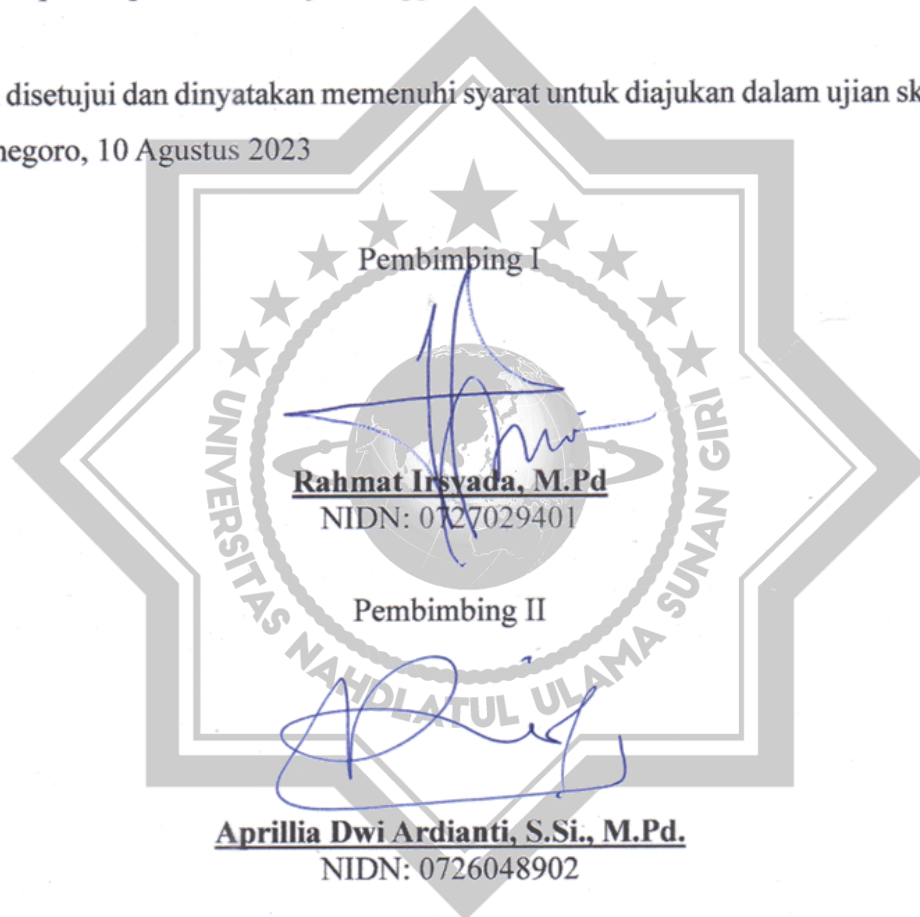 disetujui dan dinyatakan memenuhi syarat untuk diajukan dalam ujian sk
negoro, 10 Agustus 2023
Pembimbing I
Rahmat Irsyada, M.Pd
NIDN: 0727029401
Pembimbing II
Aprillia Dwi Ardianti, S.Si., M.Pd.
NIDN: 0726048902
UNIVERSITAS NAHDLATUL ULAMA SUNAN GIRI